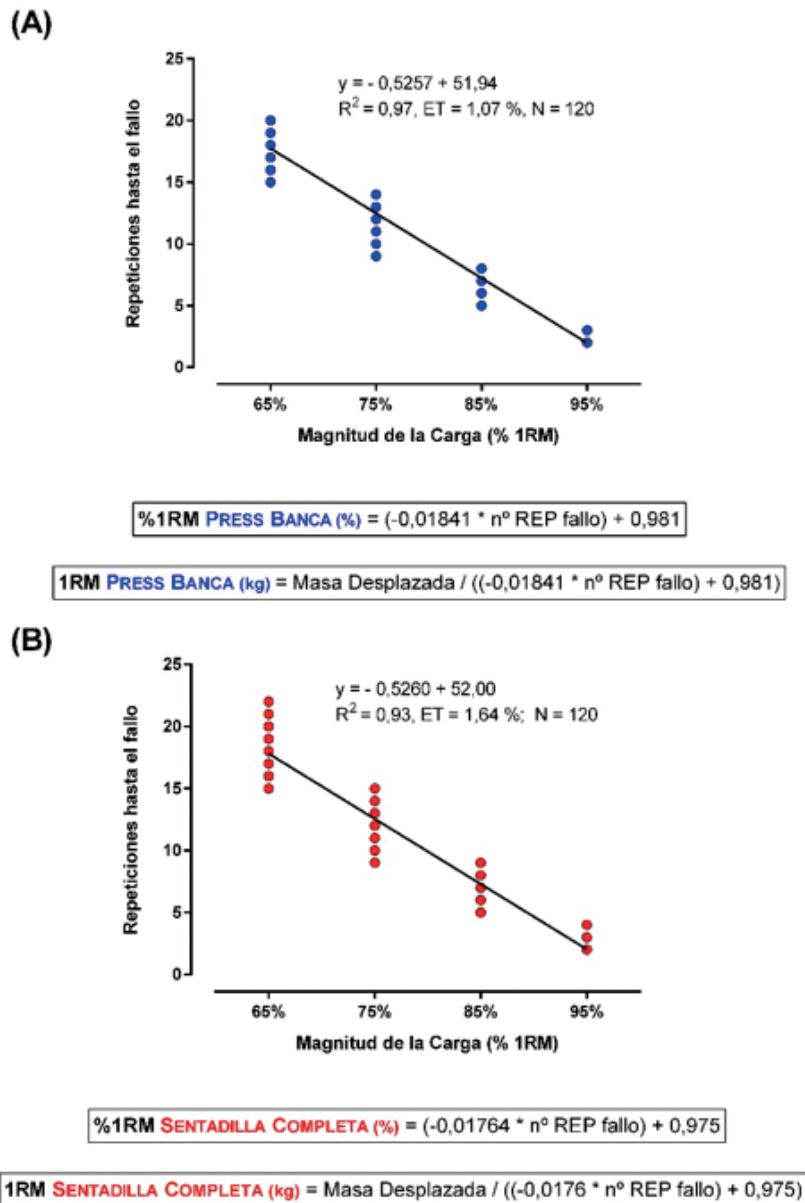 (A)
25
20
15
10
5
0
Repeticiones hasta el fallo
y = - 0,5257 + 51,94
R² = 0,97, ET = 1,07 %, N = 120
65% 75% 85% 95%
Magnitud de la Carga (% 1RM)
%1RM PRESS BANCA (%) = (-0,01841 * nº REP fallo) + 0,981
1RM PRESS BANCA (kg) = Masa Desplazada / ((-0,01841 * nº REP fallo) + 0,981)
(B)
25
20
15
10
5
0
Repeticiones hasta el fallo
y = - 0,5260 + 52,00
R² = 0,93, ET = 1,64 %; N = 120
65% 75% 85% 95%
Magnitud de la Carga (% 1RM)
%1RM SENTADILLA COMPLETA (%) = (-0,01764 * nº REP fallo) + 0,975
1RM SENTADILLA COMPLETA (kg) = Masa Desplazada / ((-0,0176 * nº REP fallo) + 0,975)